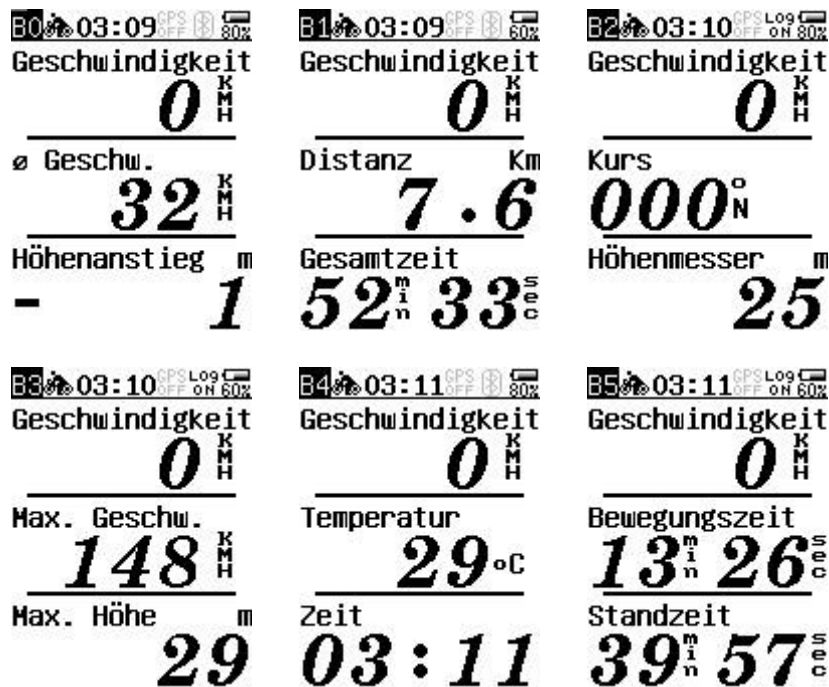 B0 03:09 GPS OFF 80%
Geschwindigkeit
0 KMH
ø Geschw.
32 KMH
Höhenanstieg m
- 1
B1 03:09 GPS OFF 60%
Geschwindigkeit
0 KMH
Distanz Km
7.6
Gesamtzeit
52 min 33 sec
B2 03:10 GPS OFF LOG ON 80%
Geschwindigkeit
0 KMH
Kurs
000° N
Höhenmesser m
25
B3 03:10 GPS OFF LOG ON 60%
Geschwindigkeit
0 KMH
Max. Geschw.
148 KMH
Max. Höhe m
29
B4 03:11 GPS OFF 80%
Geschwindigkeit
0 KMH
Temperatur
29 °C
Zeit
03:11
B5 03:11 GPS OFF LOG ON 60%
Geschwindigkeit
0 KMH
Bewegungszeit
13 min 26 sec
Standzeit
39 min 57 sec